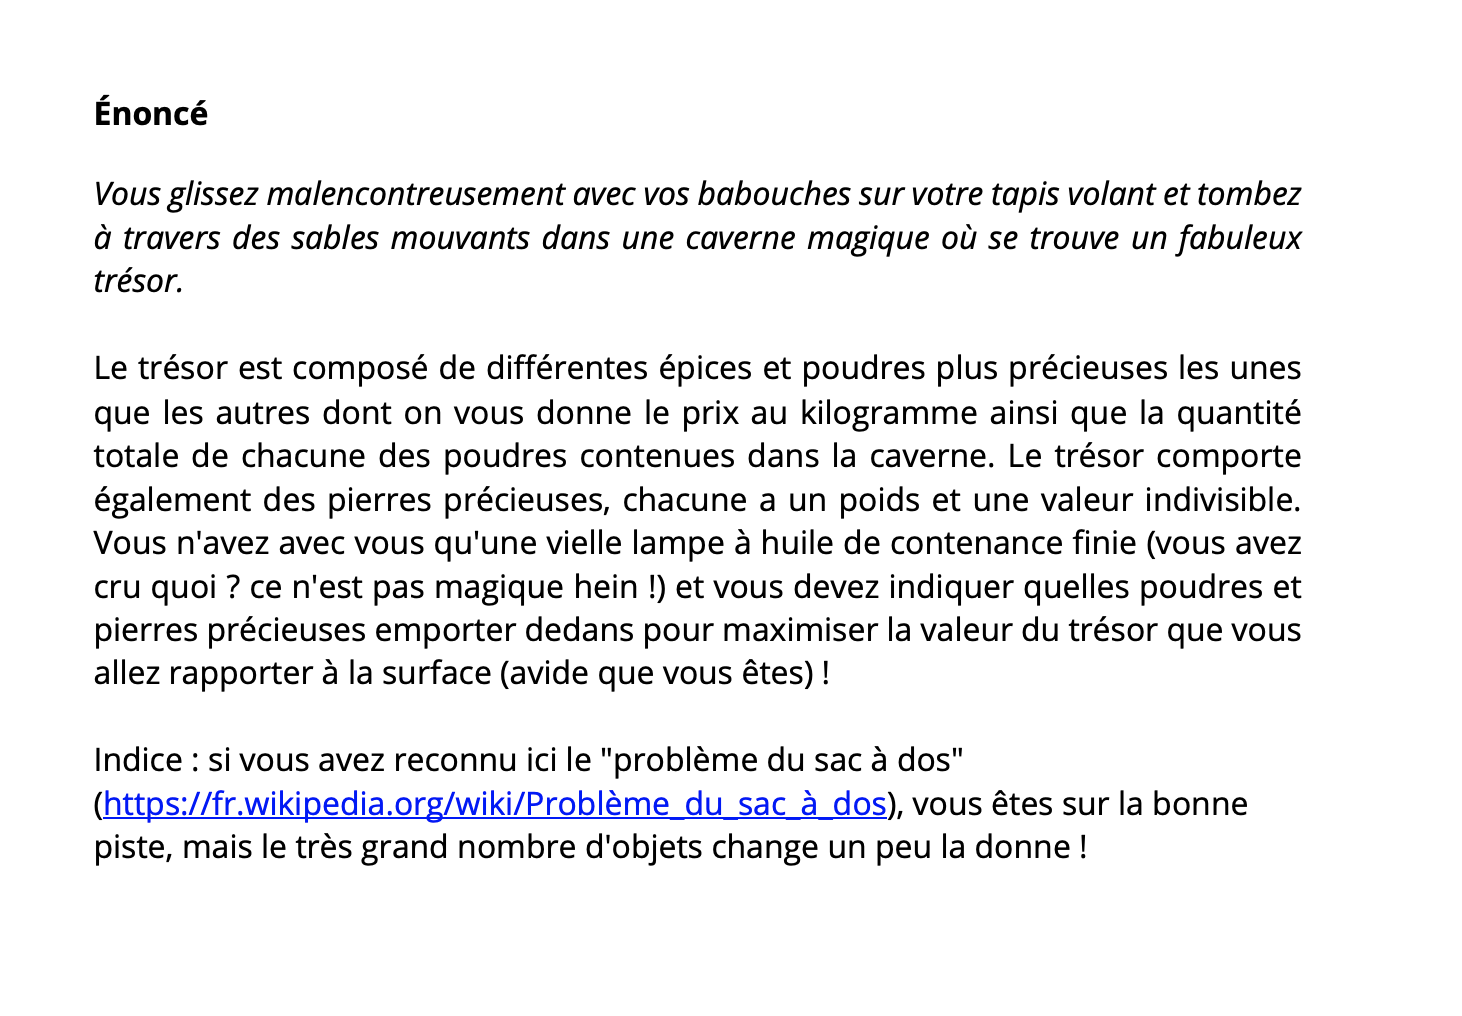 Énoncé
Vous glissez malencontreusement avec vos babouches sur votre tapis volant et tombez
à travers des sables mouvants dans une caverne magique où se trouve un fabuleux
trésor.
Le trésor est composé de différentes épices et poudres plus précieuses les unes
que les autres dont on vous donne le prix au kilogramme ainsi que la quantité
totale de chacune des poudres contenues dans la caverne. Le trésor comporte
également des pierres précieuses, chacune a un poids et une valeur indivisible.
Vous n'avez avec vous qu'une vielle lampe à huile de contenance finie (vous avez
cru quoi ? ce n'est pas magique hein !) et vous devez indiquer quelles poudres et
pierres précieuses emporter dedans pour maximiser la valeur du trésor que vous
allez rapporter à la surface (avide que vous êtes) !
Indice : si vous avez reconnu ici le "problème du sac à dos"
(https://fr.wikipedia.org/wiki/Problème_du_sac_à_dos), vous êtes sur la bonne
piste, mais le très grand nombre d'objets change un peu la donne !